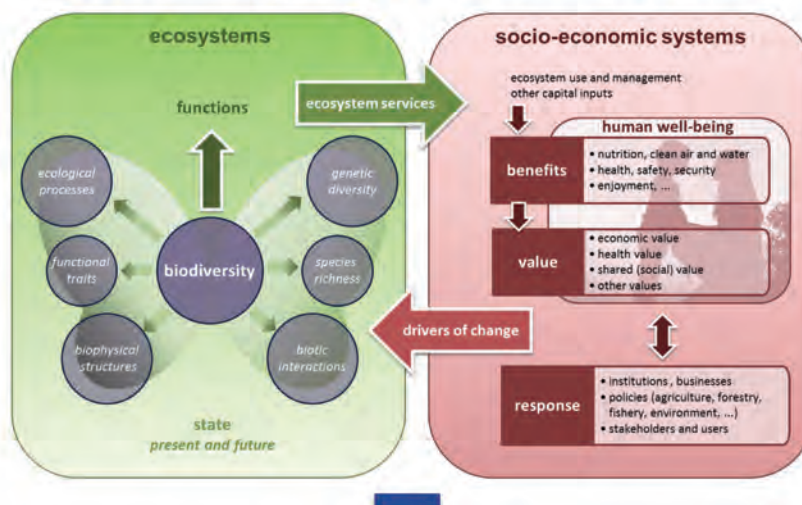 ecosystems
functions
ecosystem services
ecological
processes
genetic
diversity
functional
traits
biodiversity
species
richness
biophysical
structures
biotic
interactions
state
present and future
drivers of change
socio-economic systems
ecosystem use and management
other capital inputs
human well-being
benefits
• nutrition, clean air and water
• health, safety, security
• enjoyment, ...
value
• economic value
• health value
• shared (social) value
• other values
response
• institutions , businesses
• policies (agriculture, forestry,
fishery, environment, ...)
• stakeholders and users